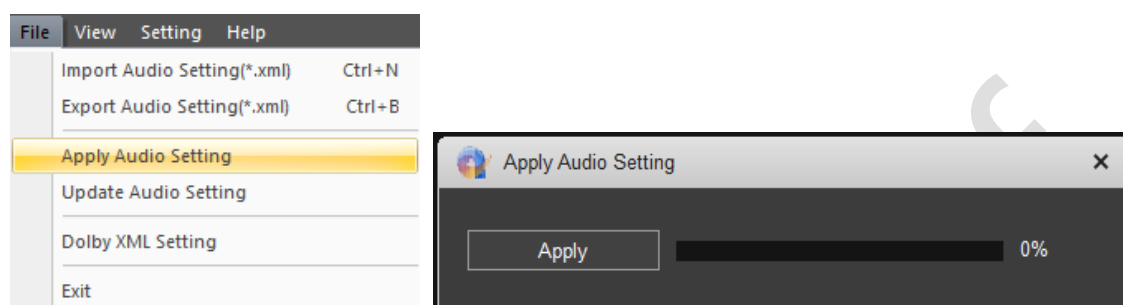 File View Setting Help
Import Audio Setting(*.xml) Ctrl+N
Export Audio Setting(*.xml) Ctrl+B
Apply Audio Setting
Update Audio Setting
Dolby XML Setting
Exit
Apply Audio Setting
Apply 0%